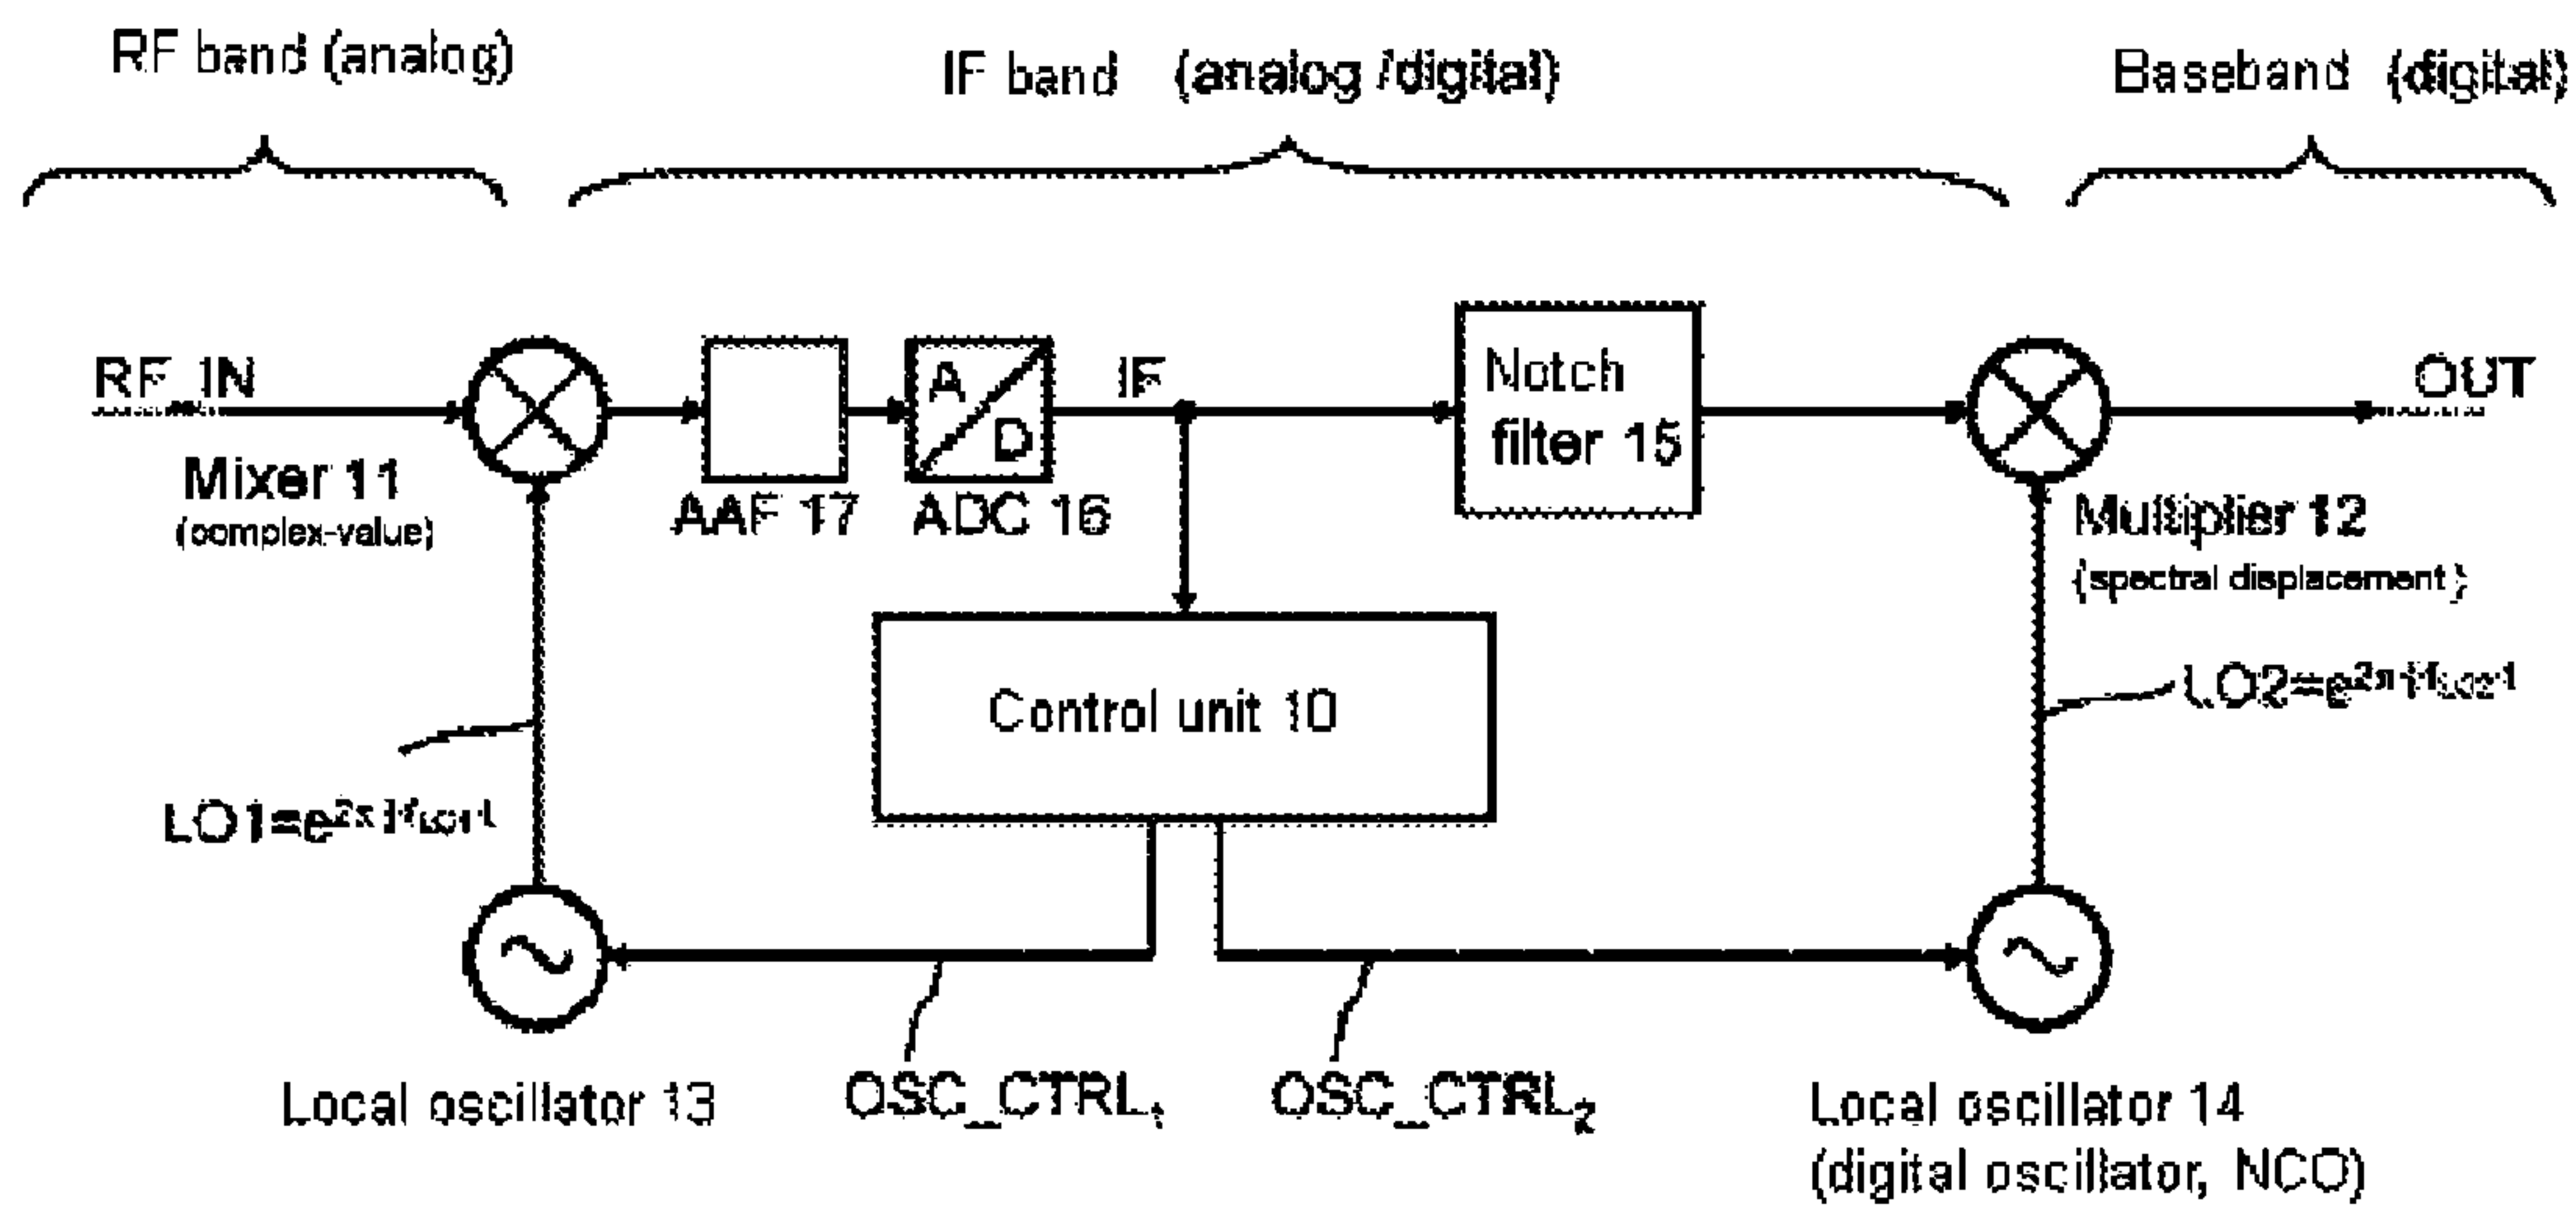 RF band (analog)
IF band (analog /digital)
Baseband (digital)
RF_IN
Mixer 11
(complex-value)
AAF 17
A
D
ADC 16
IF
Notch
filter 15
OUT
Multiplier 12
(spectral displacement)
Control unit 10
LO1=e
LO2=e
Local oscillator 13
OSC_CTRL1
OSC_CTRL2
Local oscillator 14
(digital oscillator, NCO)